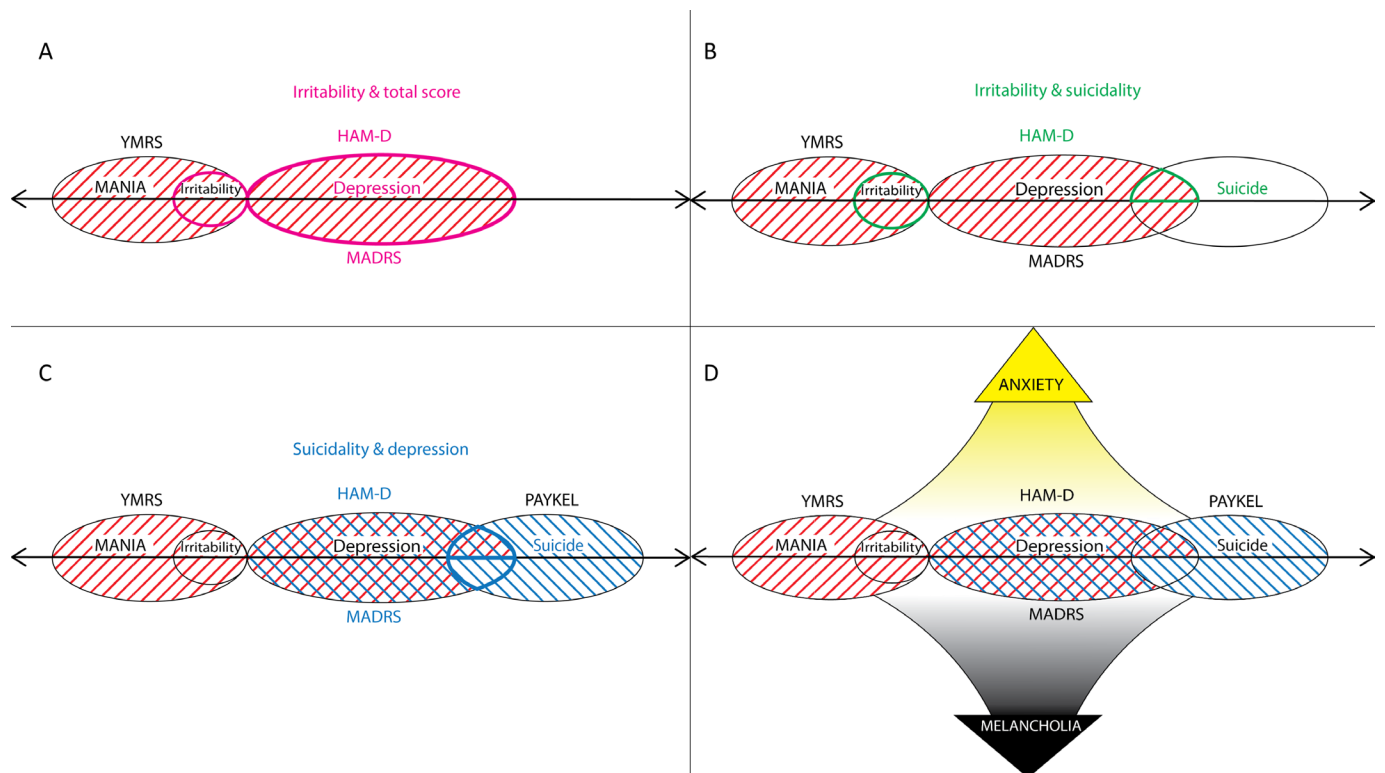 A
Irritability & total score
HAM-D
YMRS
MANIA
Irritability
Depression
MADRS
B
Irritability & suicidality
HAM-D
YMRS
MANIA
Irritability
Depression
Suicide
MADRS
C
Suicidality & depression
HAM-D
YMRS
PAYKEL
MANIA
Irritability
Depression
Suicide
MADRS
D
ANXIETY
HAM-D
YMRS
PAYKEL
MANIA
Irritability
Depression
Suicide
MADRS
MELANCHOLIA